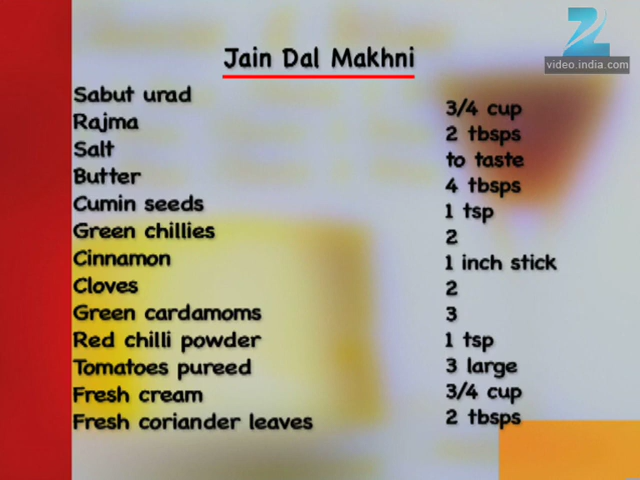 Jain Dal Makhni
video.india.com
Sabut urad 3/4 cup
Rajma 2 tbsps
Salt to taste
Butter 4 tbsps
Cumin seeds 1 tsp
Green chillies 2
Cinnamon 1 inch stick
Cloves 2
Green cardamoms 3
Red chilli powder 1 tsp
Tomatoes pureed 3 large
Fresh cream 3/4 cup
Fresh coriander leaves 2 tbsps